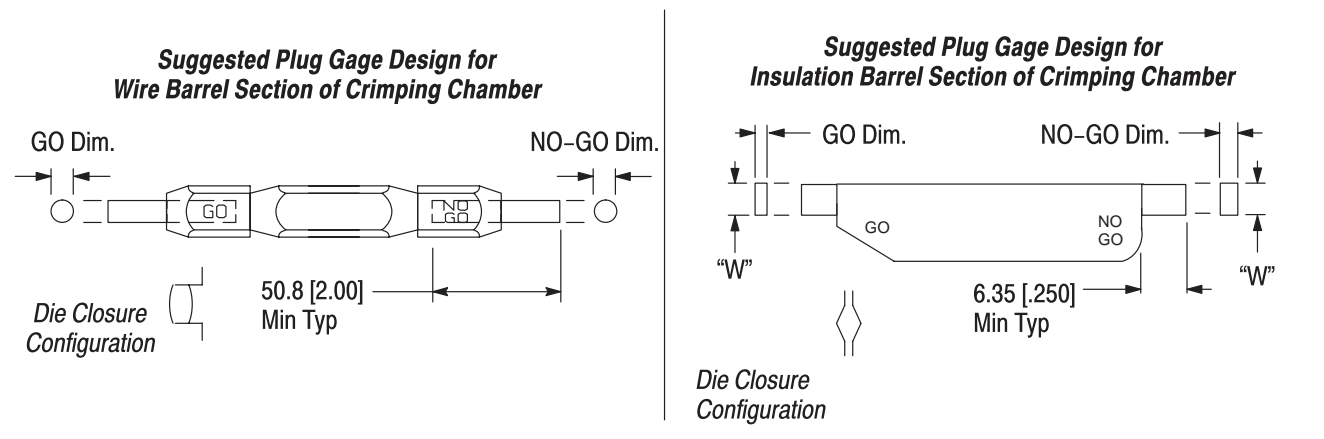 Suggested Plug Gage Design for
Wire Barrel Section of Crimping Chamber
GO Dim.
NO–GO Dim.
GO
NO
GO
50.8 [2.00]
Min Typ
Die Closure
Configuration
Suggested Plug Gage Design for
Insulation Barrel Section of Crimping Chamber
GO Dim.
NO–GO Dim.
GO
NO
GO
“W”
“W”
6.35 [.250]
Min Typ
Die Closure
Configuration